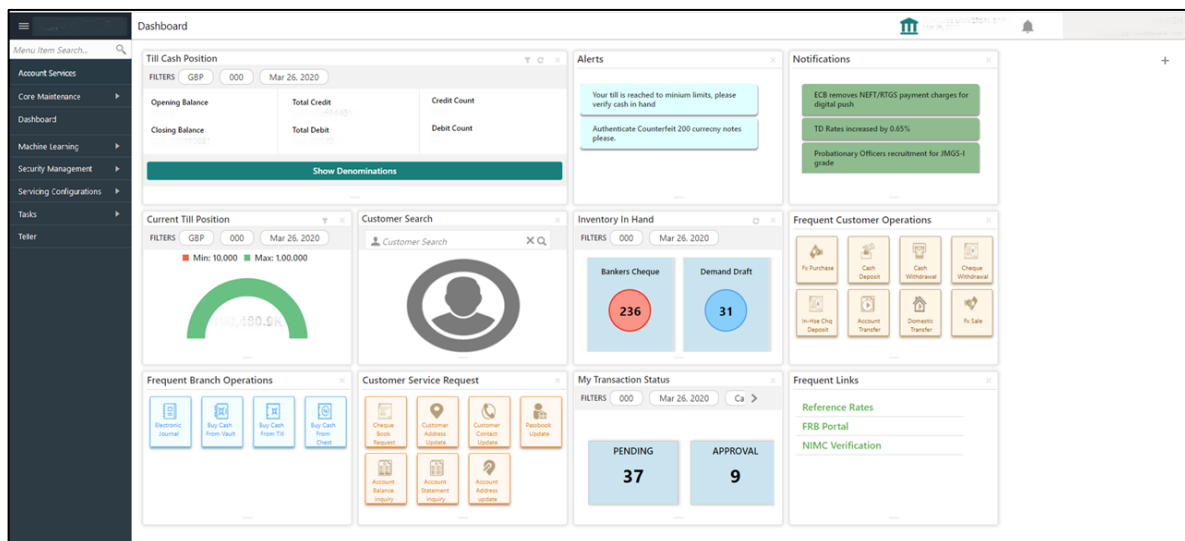 Dashboard
Menu Item Search...
Account Services
Core Maintenance
Dashboard
Machine Learning
Security Management
Servicing Configurations
Tasks
Teller
Till Cash Position
FILTERS GBP 000 Mar 26, 2020
Opening Balance
Total Credit
Credit Count
Closing Balance
Total Debit
Debit Count
Show Denominations
Alerts
Your till is reached to minium limits, please
verify cash in hand
Authenticate Counterfeit 200 currecny notes
please.
Notifications
ECB removes NEFT/RTGS payment charges for
digital push
TD Rates increased by 0.65%
Probationary Officers recruitment for JMGS-I
grade
Current Till Position
FILTERS GBP 000 Mar 26, 2020
Min: 10,000 Max: 1,00,000
Customer Search
Customer Search
Inventory In Hand
FILTERS 000 Mar 26, 2020
Bankers Cheque
236
Demand Draft
31
Frequent Customer Operations
Fx Purchase
Cash
Deposit
Cash
Withdrawal
Cheque
Withdrawal
In-Hse Chq
Deposit
Account
Transfer
Domestic
Transfer
Fx Sale
Frequent Branch Operations
Electronic
Journal
Buy Cash
From Vault
Buy Cash
From Till
Buy Cash
From
Chest
Customer Service Request
Cheque
Book
Request
Customer
Address
Update
Customer
Contact
Update
Passbook
Update
Account
Balance
inquiry
Account
Statement
inquiry
Account
Address
update
My Transaction Status
FILTERS 000 Mar 26, 2020 Ca
PENDING
37
APPROVAL
9
Frequent Links
Reference Rates
FRB Portal
NIMC Verification